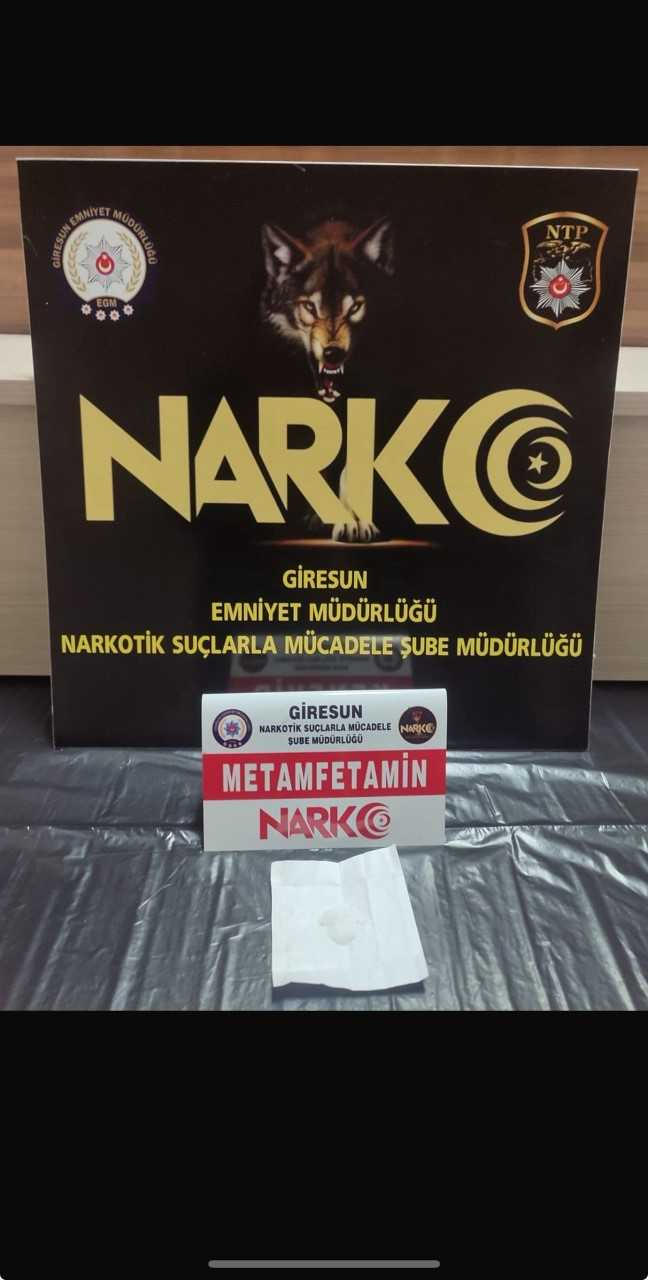 GİRESUN EMNİYET MÜDÜRLÜĞÜ
EGM
NTP
NARKO
GİRESUN
EMNİYET MÜDÜRLÜĞÜ
NARKOTİK SUÇLARLA MÜCADELE ŞUBE MÜDÜRLÜĞÜ
GİRESUN
NARKOTİK SUÇLARLA MÜCADELE
ŞUBE MÜDÜRLÜĞÜ
NARKO
METAMFETAMİN
NARKO